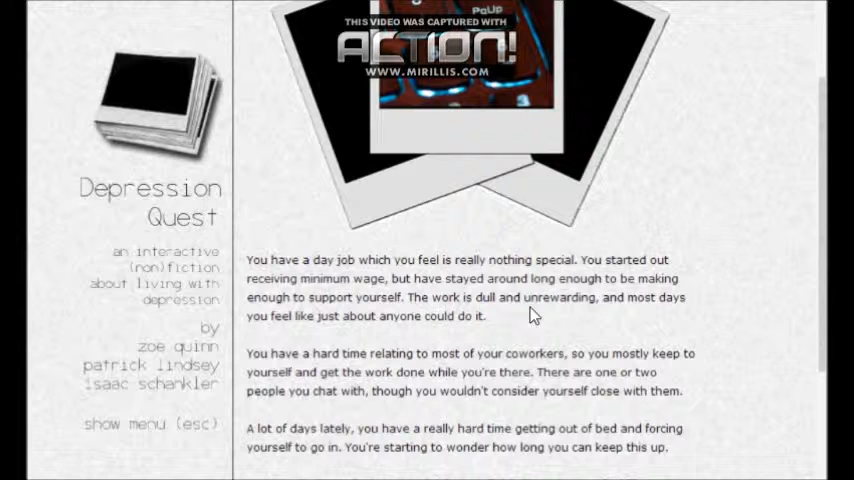 THIS VIDEO WAS CAPTURED WITH
ACTION!
WWW.MIRILLIS.COM
PgUp
3
Depression
Quest
an interactive
(non)fiction
about living with
depression
by
zoe quinn
patrick lindsey
isaac schankler
show menu (esc)
You have a day job which you feel is really nothing special. You started out
receiving minimum wage, but have stayed around long enough to be making
enough to support yourself. The work is dull and unrewarding, and most days
you feel like just about anyone could do it.
You have a hard time relating to most of your coworkers, so you mostly keep to
yourself and get the work done while you're there. There are one or two
people you chat with, though you wouldn't consider yourself close with them.
A lot of days lately, you have a really hard time getting out of bed and forcing
yourself to go in. You're starting to wonder how long you can keep this up.